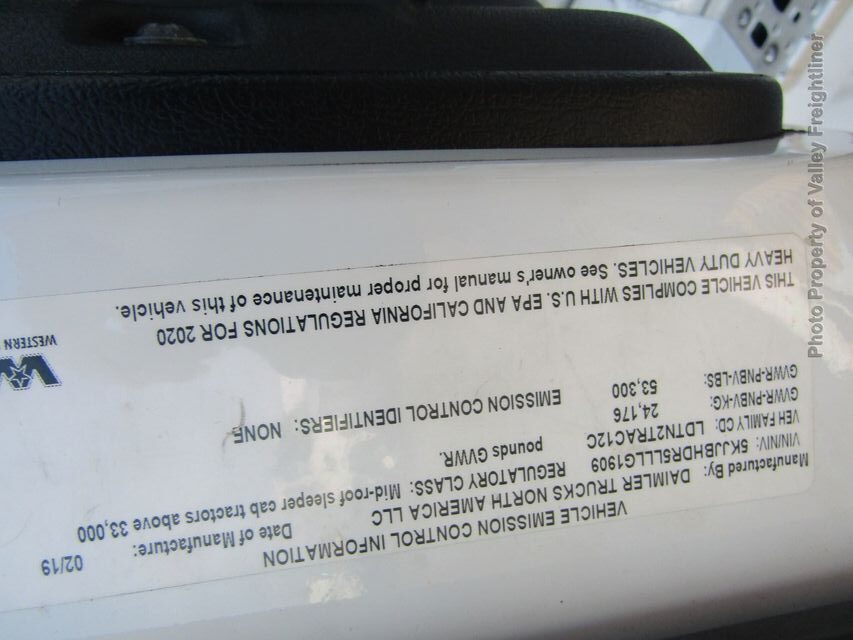 VEHICLE EMISSION CONTROL INFORMATION
Manufactured By: DAIMLER TRUCKS NORTH AMERICA LLC Date of Manufacture: 02/19
VIN/NIV: 5KJJBHDR5LLLG1909 REGULATORY CLASS: Mid-roof sleeper cab tractors above 33,000
VEH FAMILY CD: LDTN2TRAC12C pounds GVWR.
GVWR-PNBV-KG: 24,176
GVWR-PNBV-LBS: 53,300 EMISSION CONTROL IDENTIFIERS: NONE
THIS VEHICLE COMPLIES WITH U.S. EPA AND CALIFORNIA REGULATIONS FOR 2020
HEAVY DUTY VEHICLES. See owner's manual for proper maintenance of this vehicle.
WESTERN
Photo Property of Valley Freightliner